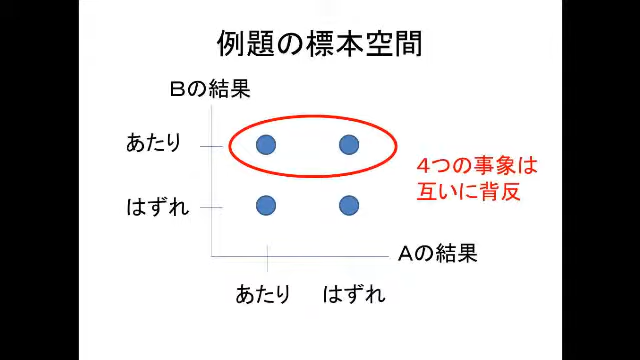 例題の標本空間
Bの結果
あたり
はずれ
4つの事象は
互いに背反
Aの結果
あたり はずれ